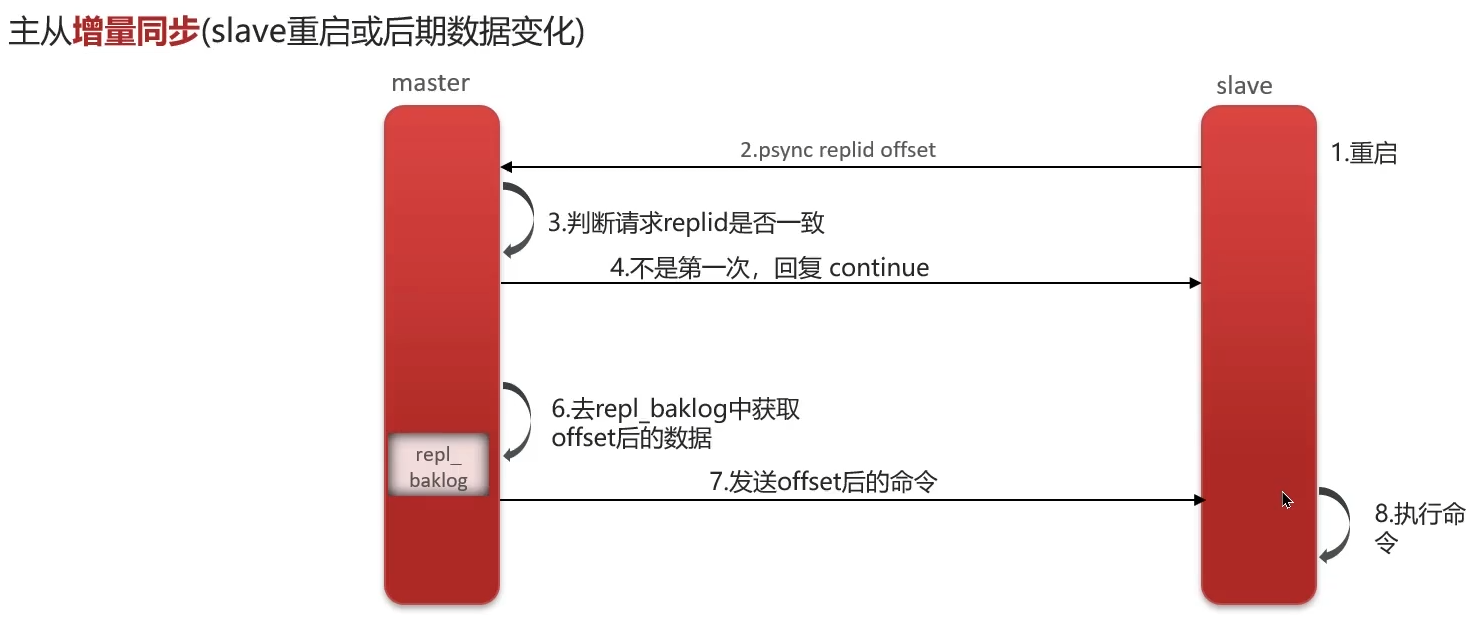 主从增量同步(slave重启或后期数据变化)
master
slave
2.psync replid offset
1.重启
3.判断请求replid是否一致
4.不是第一次，回复 continue
6.去repl_baklog中获取
offset后的数据
repl_
baklog
7.发送offset后的命令
8.执行命
令